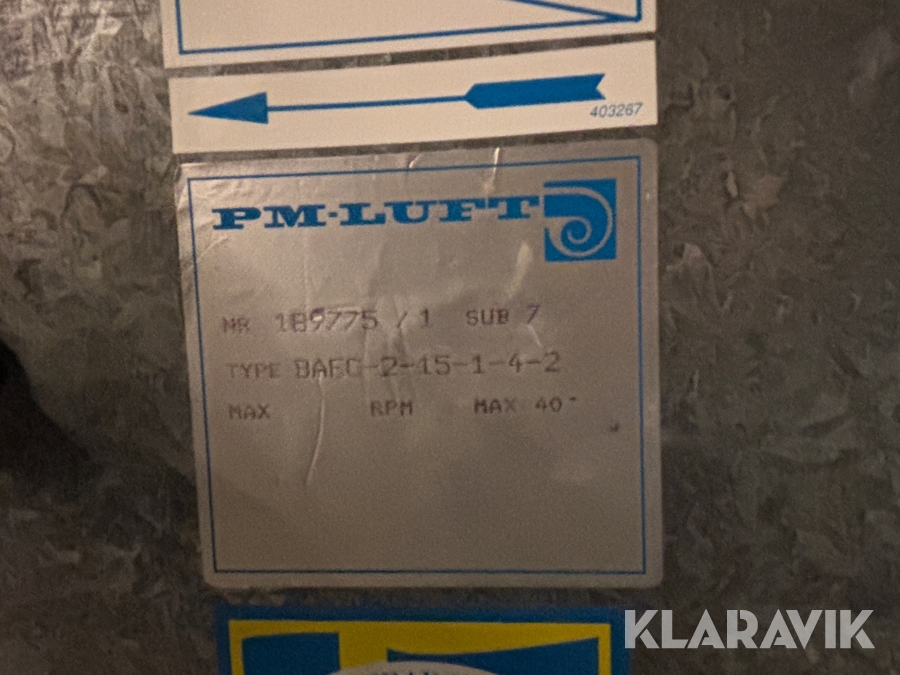 403267
PM-LUFT
NR 189775 / 1 SUB 7
TYPE BAEC-2-15-1-4-2
MAX RPM MAX 40°
KLARAVIK